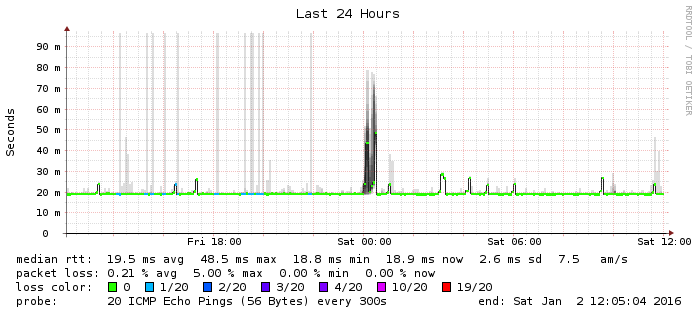 Last 24 Hours
RRDTOOL / TOBI OETIKER
Seconds
90 m
80 m
70 m
60 m
50 m
40 m
30 m
20 m
10 m
0
Fri 18:00 Sat 00:00 Sat 06:00 Sat 12:00
median rtt: 19.5 ms avg 48.5 ms max 18.8 ms min 18.9 ms now 2.6 ms sd 7.5 am/s
packet loss: 0.21 % avg 5.00 % max 0.00 % min 0.00 % now
loss color: 0 1/20 2/20 3/20 4/20 10/20 19/20
probe: 20 ICMP Echo Pings (56 Bytes) every 300s end: Sat Jan 2 12:05:04 2016